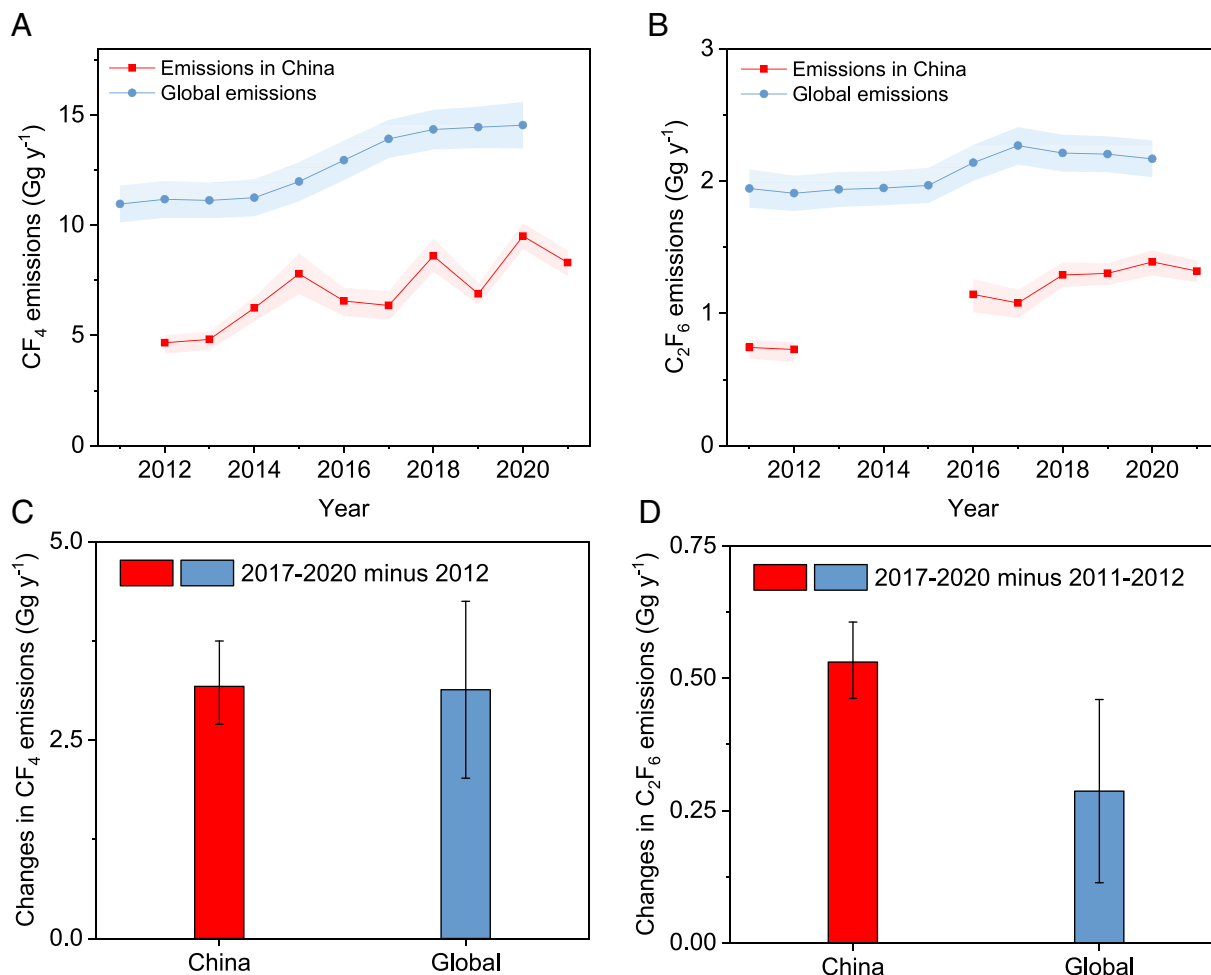 A
CF₄ emissions (Gg y⁻¹)
15
10
5
0
Emissions in China
Global emissions
2012 2014 2016 2018 2020
Year
B
C₂F₆ emissions (Gg y⁻¹)
3
2
1
0
Emissions in China
Global emissions
2012 2014 2016 2018 2020
Year
C
Changes in CF₄ emissions (Gg y⁻¹)
5.0
2.5
0.0
2017-2020 minus 2012
China Global
D
Changes in C₂F₆ emissions (Gg y⁻¹)
0.75
0.50
0.25
0.00
2017-2020 minus 2011-2012
China Global